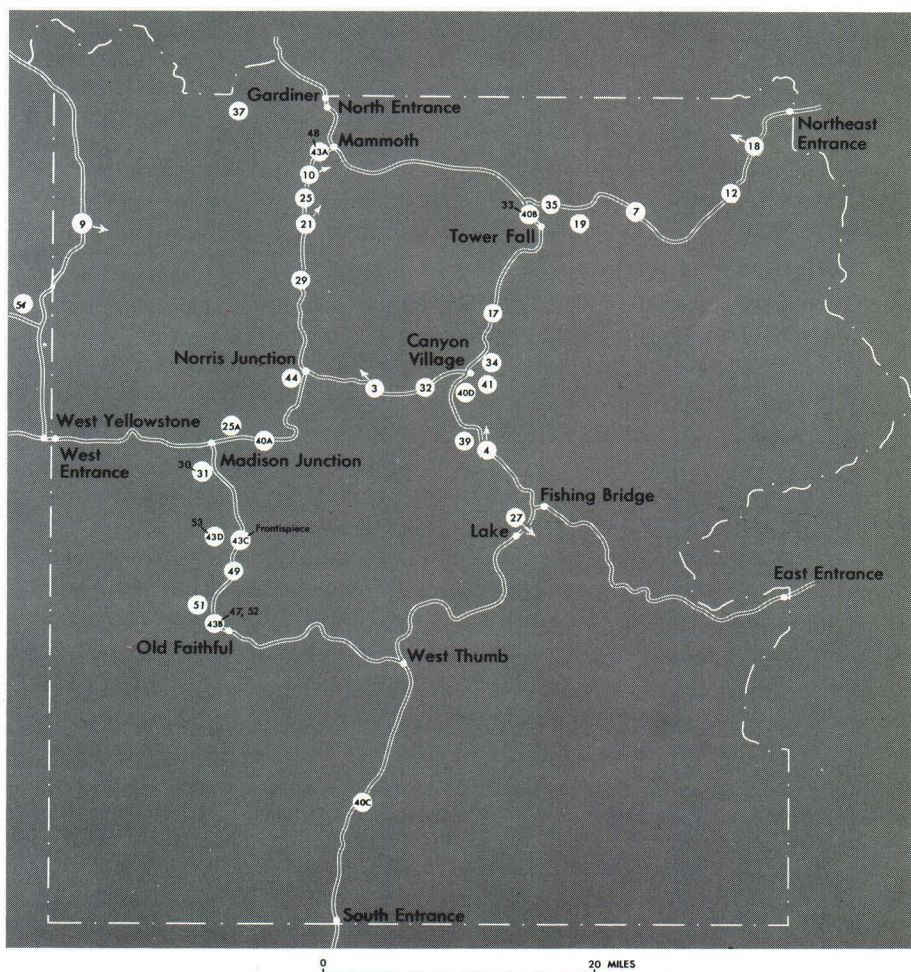 Gardiner
North Entrance
37
48
43A
Mammoth
Northeast
Entrance
18
10
25
21
33
40B
35
19
7
12
Tower Fall
9
29
54
17
Canyon
Village
34
Norris Junction
44
3
32
40D
41
West Yellowstone
West
Entrance
25A
40A
Madison Junction
39
4
30
31
Fishing Bridge
27
Lake
53
43D
43C
Frontispiece
49
East Entrance
51
47, 52
43B
Old Faithful
West Thumb
40C
South Entrance
0
20 MILES